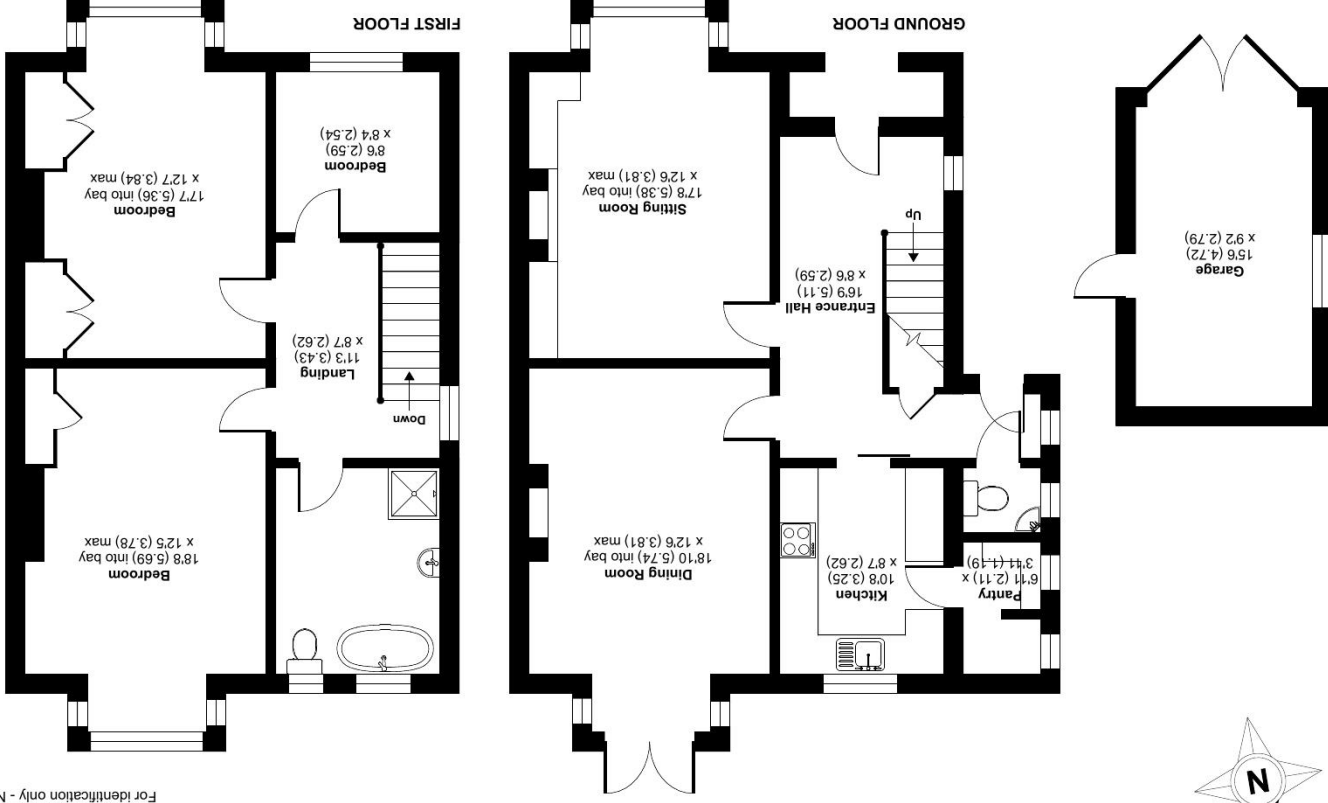 For identification only - N
N
Garage
15'6 (4.72)
x 9'2 (2.79)
Dining Room
18'10 (5.74) into bay
x 12'6 (3.81) max
Kitchen
10'8 (3.25)
x 8'7 (2.62)
Pantry
6'11 (2.11) x
3'11 (1.19)
Entrance Hall
16'9 (5.11)
x 8'6 (2.59)
Up
Sitting Room
17'8 (5.38) into bay
x 12'6 (3.81)
GROUND FLOOR
Bedroom
18'8 (5.69) into bay
x 12'5 (3.78) max
Down
Landing
11'3 (3.43)
x 8'7 (2.62)
Bedroom
17'7 (5.36) into bay
x 12'7 (3.84) max
Bedroom
8'6 (2.59)
x 8'4 (2.54)
FIRST FLOOR